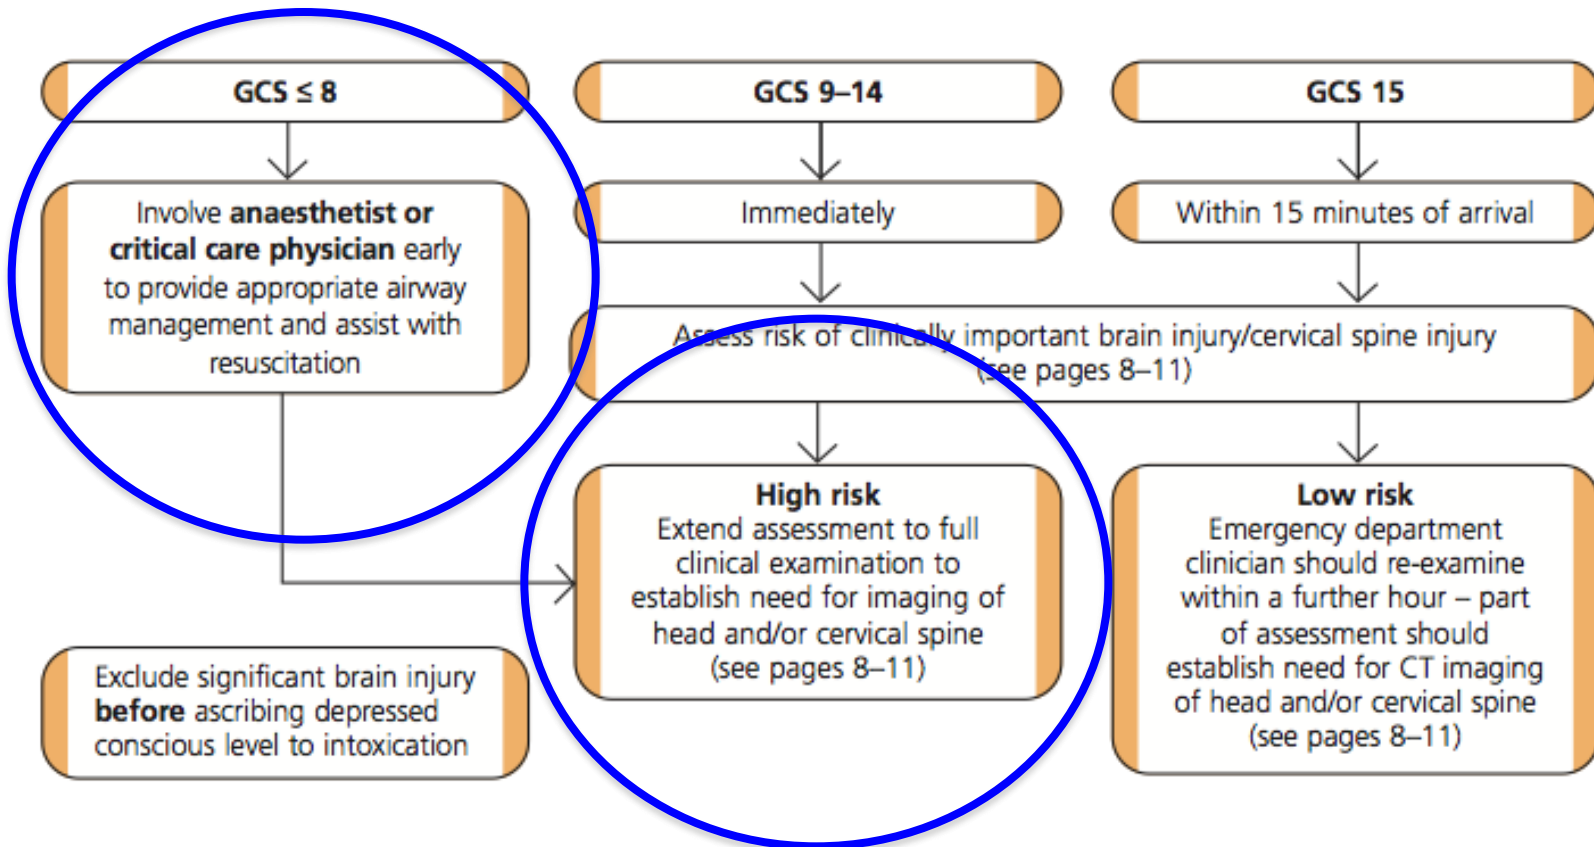 GCS ≤ 8
GCS 9–14
GCS 15
Involve anaesthetist or
critical care physician early
to provide appropriate airway
management and assist with
resuscitation
Immediately
Within 15 minutes of arrival
Assess risk of clinically important brain injury/cervical spine injury
(see pages 8–11)
High risk
Extend assessment to full
clinical examination to
establish need for imaging of
head and/or cervical spine
(see pages 8–11)
Low risk
Emergency department
clinician should re-examine
within a further hour – part
of assessment should
establish need for CT imaging
of head and/or cervical spine
(see pages 8–11)
Exclude significant brain injury
before ascribing depressed
conscious level to intoxication